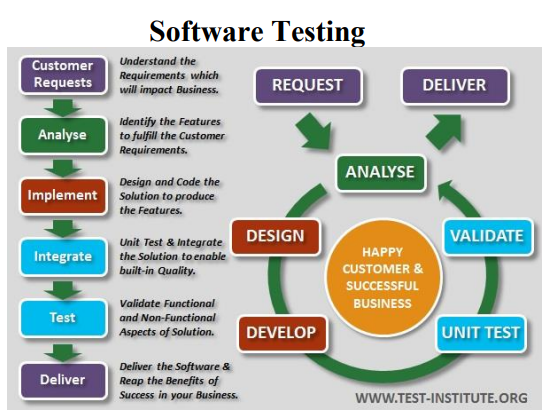 Software Testing
Customer
Requests
Understand the
Requirements which
will impact Business.
Analyse
Identify the Features
to fulfill the Customer
Requirements.
Implement
Design and Code the
Solution to produce
the Features.
Integrate
Unit Test & Integrate
the Solution to enable
built-in Quality.
Test
Validate Functional
and Non-Functional
Aspects of Solution.
Deliver
Deliver the Software &
Reap the Benefits of
Success in your Business.
REQUEST
DELIVER
ANALYSE
DESIGN
VALIDATE
HAPPY
CUSTOMER &
SUCCESSFUL
BUSINESS
DEVELOP
UNIT TEST
WWW.TEST-INSTITUTE.ORG